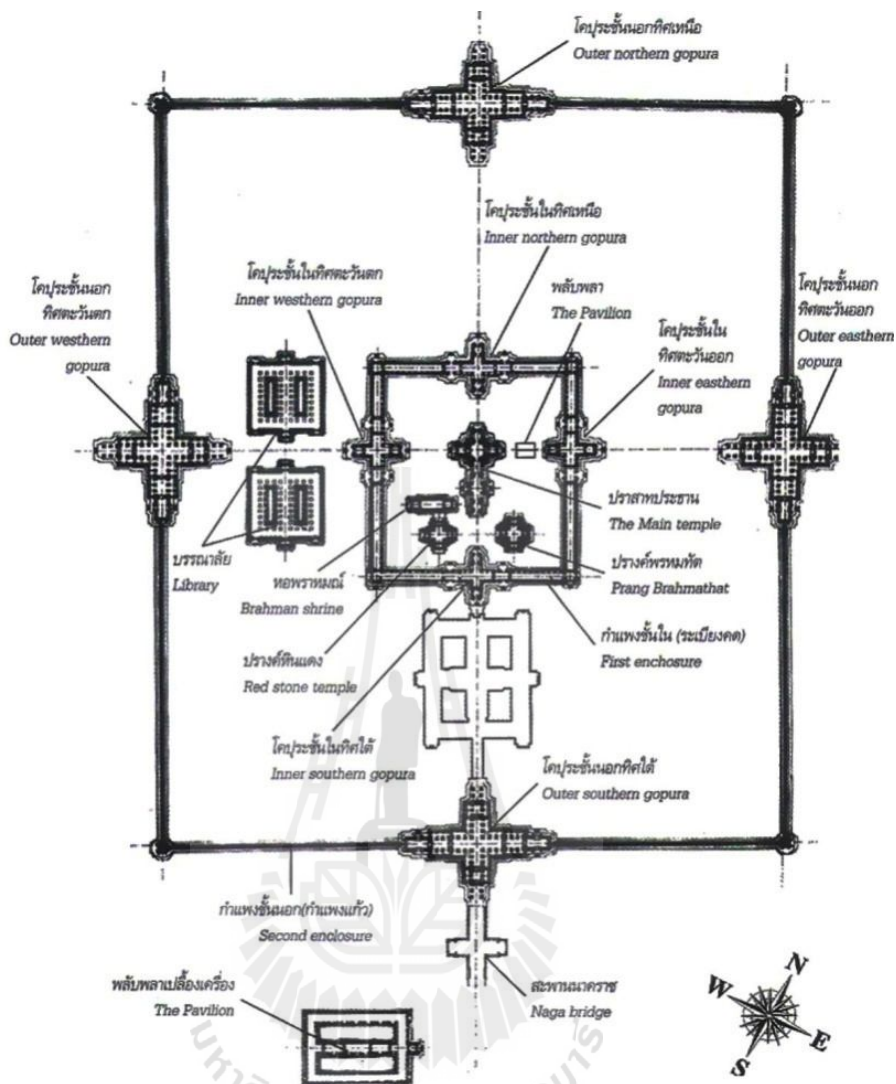 โคปุระชั้นนอกทิศเหนือ
Outer northern gopura
โคปุระชั้นในทิศเหนือ
Inner northern gopura
โคปุระชั้นในทิศตะวันตก
Inner westhern gopura
พลับพลา
The Pavilion
โคปุระชั้นนอก
ทิศตะวันตก
Outer westhern
gopura
โคปุระชั้นใน
ทิศตะวันออก
Inner easthern
gopura
โคปุระชั้นนอก
ทิศตะวันออก
Outer easthern
gopura
บรรณาลัย
Library
หอพราหมณ์
Brahman shrine
ปราสาทประธาน
The Main temple
ปรางค์พรหมทัต
Prang Brahmathat
ปรางค์หินแดง
Red stone temple
กำแพงชั้นใน (ระเบียงคด)
First enchosure
โคปุระชั้นในทิศใต้
Inner southern gopura
โคปุระชั้นนอกทิศใต้
Outer southern gopura
กำแพงชั้นนอก(กำแพงแก้ว)
Second enclosure
พลับพลาเปลื้องเครื่อง
The Pavilion
สะพานนาคราช
Naga bridge
N
W
E
S